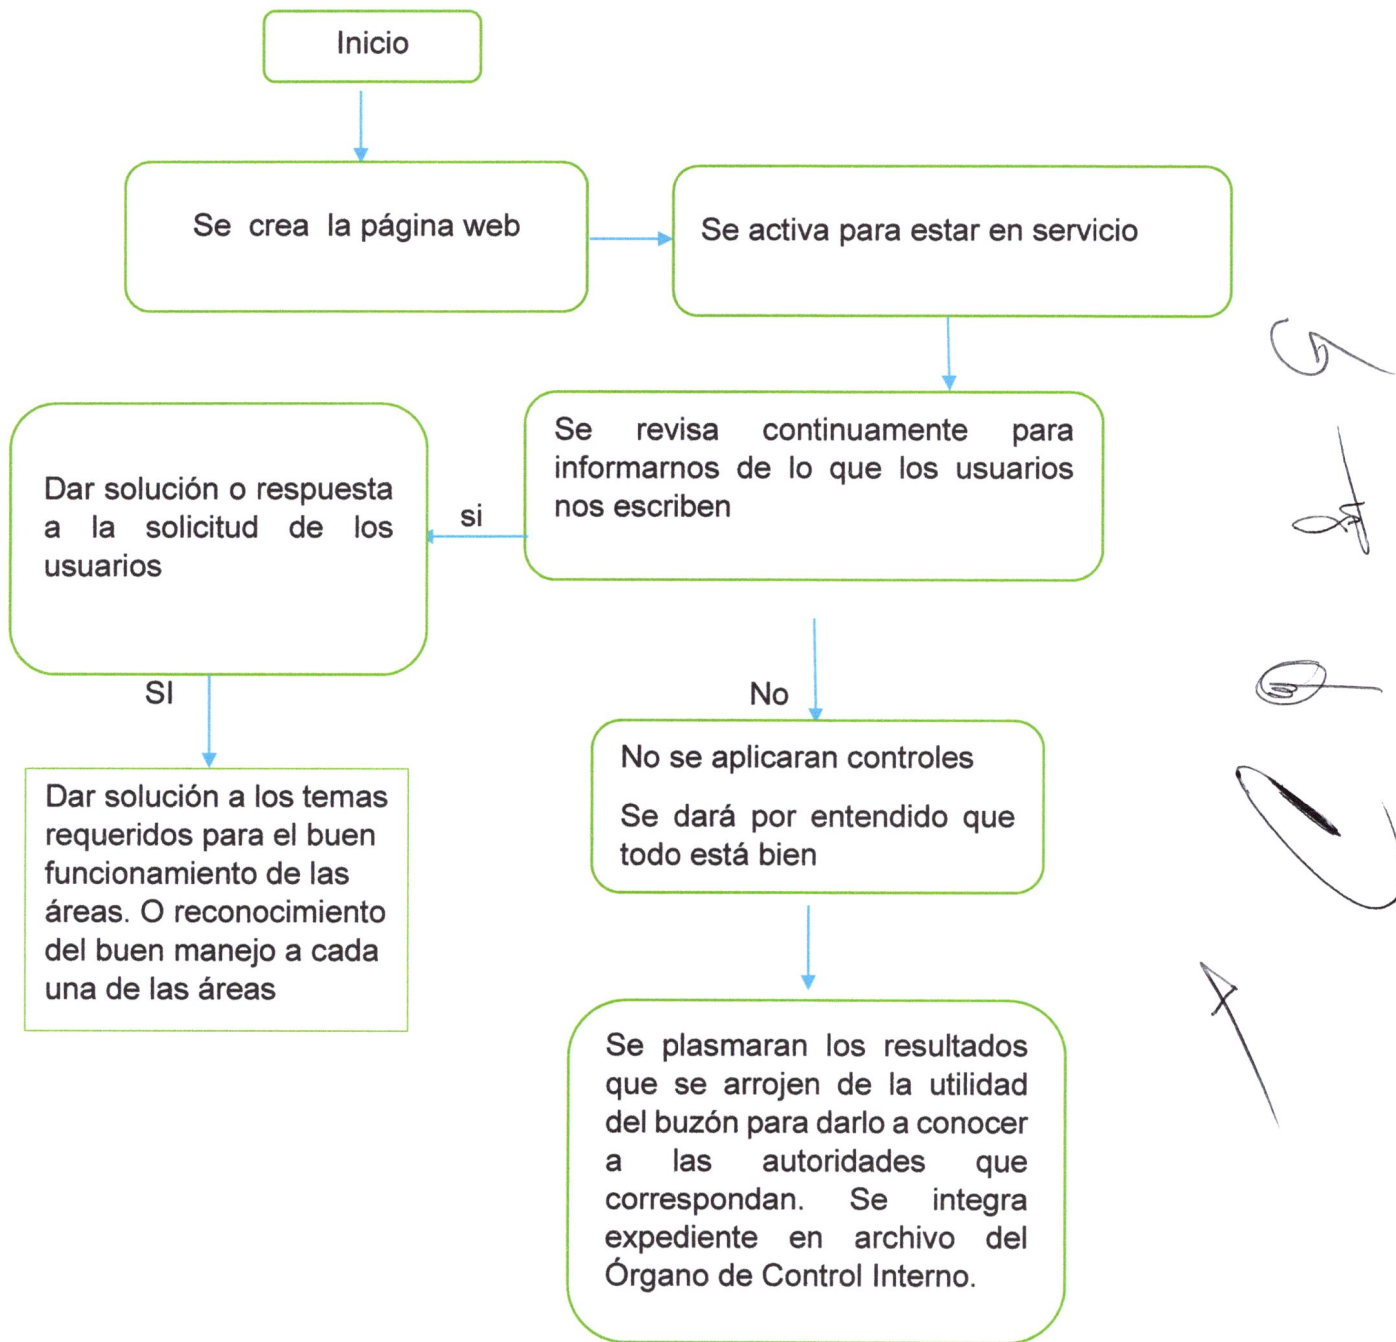 Inicio
Se crea la página web
Se activa para estar en servicio
Se revisa continuamente para
informarnos de lo que los usuarios
nos escriben
si
Dar solución o respuesta
a la solicitud de los
usuarios
SI
Dar solución a los temas
requeridos para el buen
funcionamiento de las
áreas. O reconocimiento
del buen manejo a cada
una de las áreas
No
No se aplicaran controles
Se dará por entendido que
todo está bien
Se plasmaran los resultados
que se arrojen de la utilidad
del buzón para darlo a conocer
a las autoridades que
correspondan. Se integra
expediente en archivo del
Órgano de Control Interno.